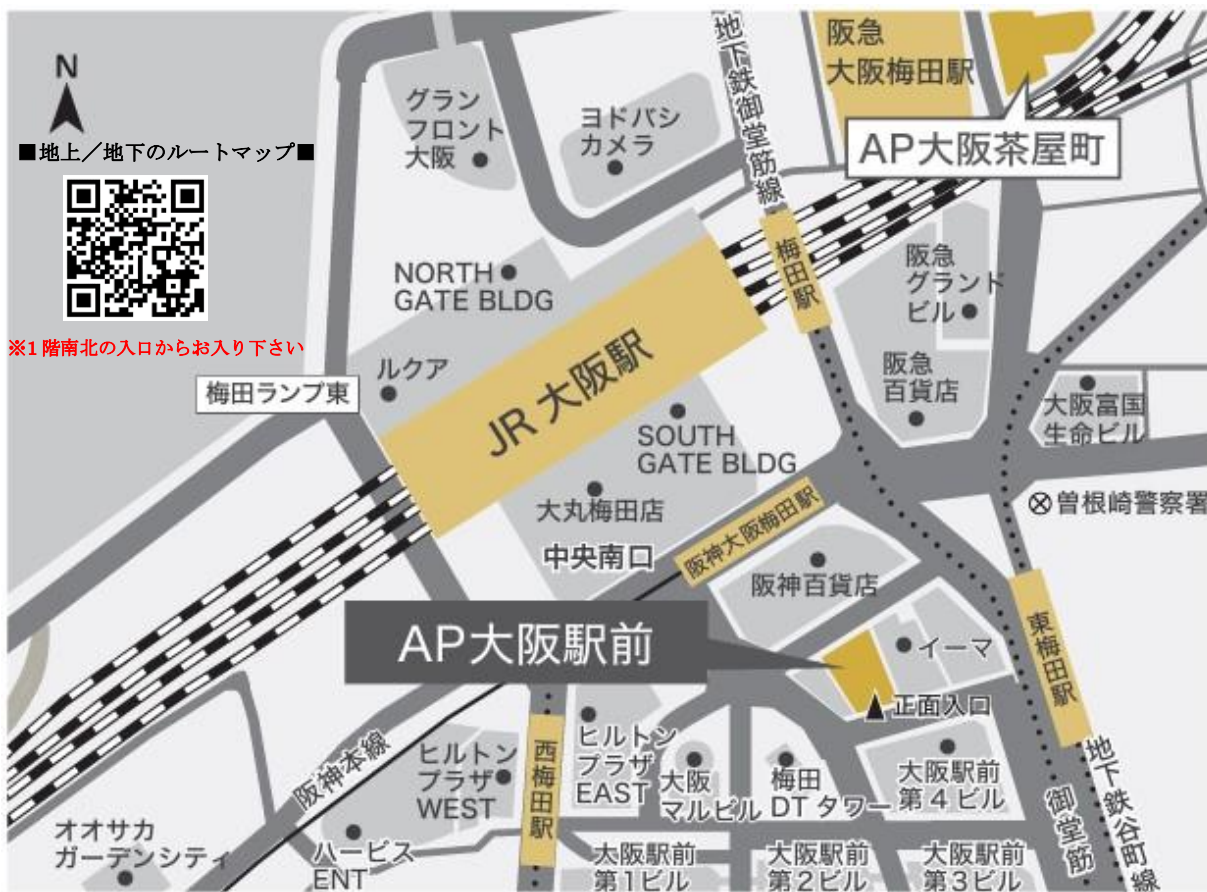 N
■地上／地下のルートマップ■
※1階南北の入口からお入り下さい
グラン
フロント
大阪
ヨドバシ
カメラ
地下鉄御堂筋線
阪急
大阪梅田駅
AP大阪茶屋町
NORTH
GATE BLDG
梅田駅
阪急
グランド
ビル
ルクア
梅田ランプ東
JR 大阪駅
阪急
百貨店
大阪富国
生命ビル
SOUTH
GATE BLDG
大丸梅田店
中央南口
阪神大阪梅田駅
曽根崎警察署
阪神百貨店
AP大阪駅前
イーマ
東梅田駅
正面入口
阪神本線
ヒルトン
プラザ
WEST
西梅田駅
ヒルトン
プラザ
EAST
大阪
マルビル
梅田
DTタワー
大阪駅前
第4ビル
御堂筋
地下鉄谷町線
オオサカ
ガーデンシティ
ハービス
ENT
大阪駅前
第1ビル
大阪駅前
第2ビル
大阪駅前
第3ビル